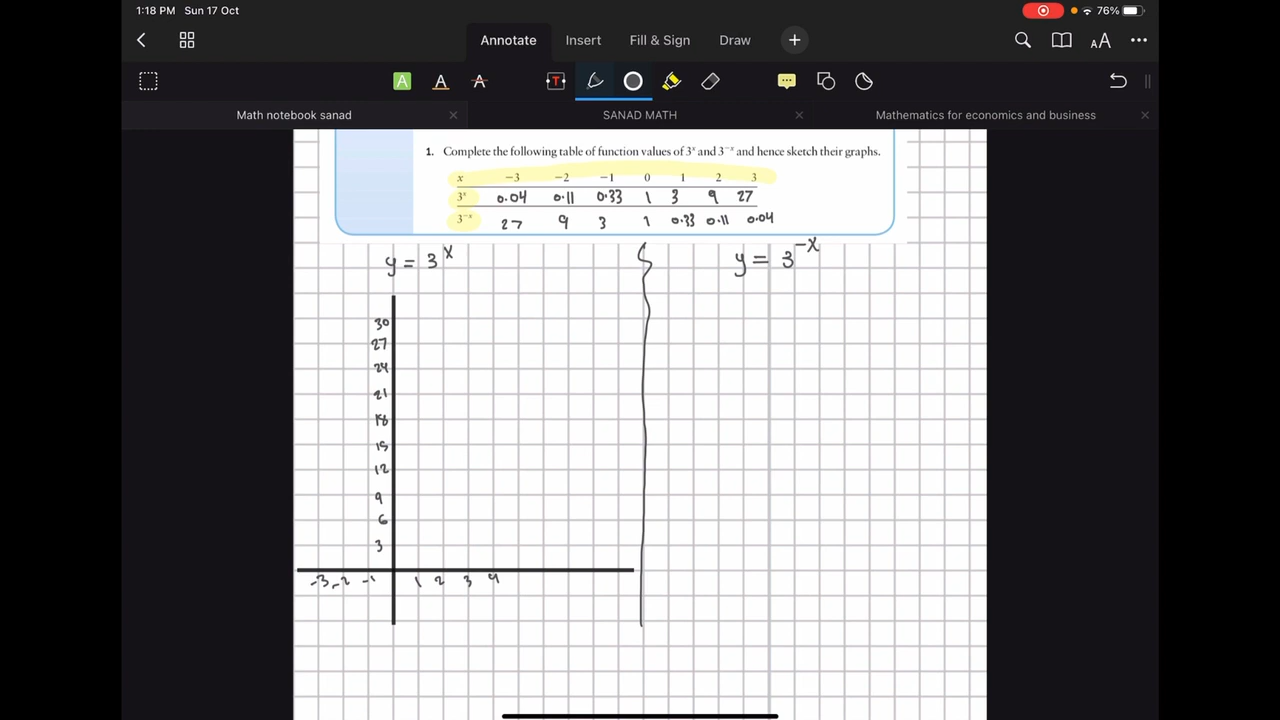 1:18 PM Sun 17 Oct 76%
Annotate Insert Fill & Sign Draw
AA
A A A T
Math notebook sanad SANAD MATH Mathematics for economics and business
1. Complete the following table of function values of 3ˣ and 3⁻ˣ and hence sketch their graphs.
x −3 −2 −1 0 1 2 3
3ˣ 0.04 0.11 0.33 1 3 9 27
3⁻ˣ 27 9 3 1 0.33 0.11 0.04
y = 3ˣ y = 3⁻ˣ
30
27
24
21
18
15
12
9
6
3
-3 -2 -1 1 2 3 4